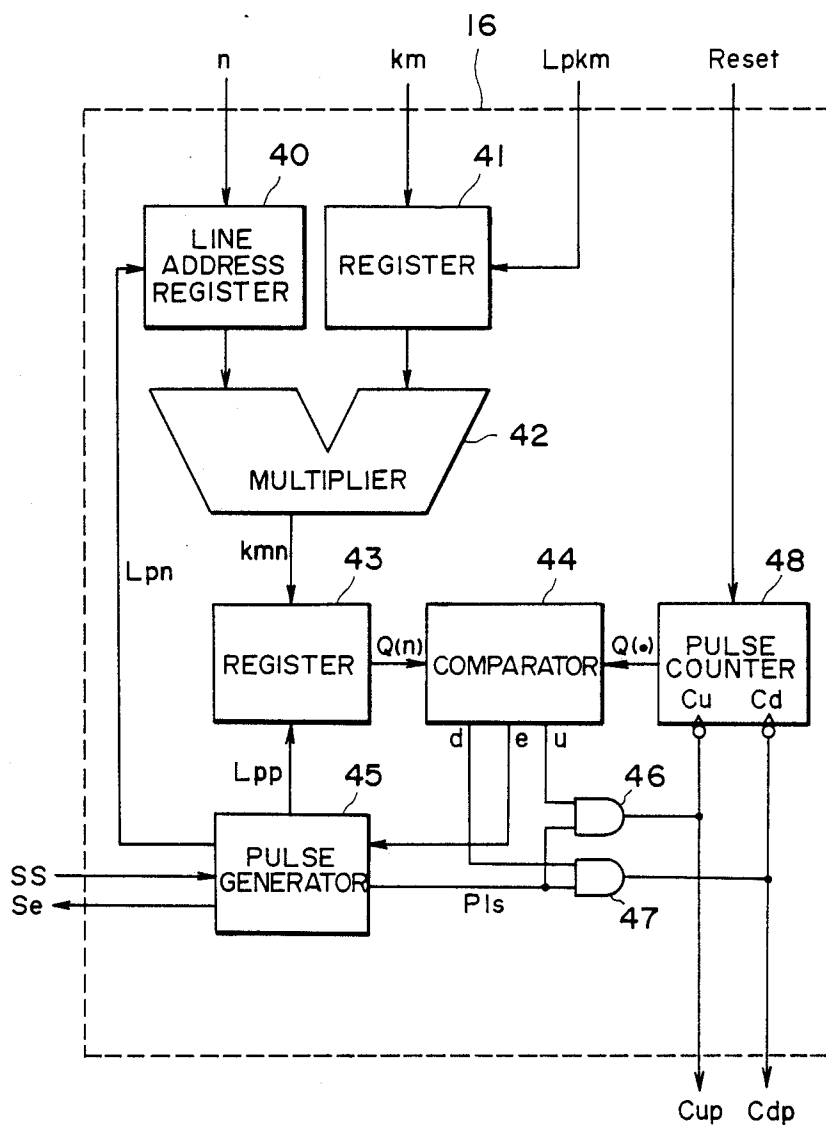 16
n
km
Lpkm
Reset
40
41
LINE
ADDRESS
REGISTER
REGISTER
42
MULTIPLIER
kmn
Lpn
43
44
48
REGISTER
Q(n)
COMPARATOR
Q(•)
PULSE
COUNTER
Cu
Cd
d
e
u
Lpp
45
46
PULSE
GENERATOR
SS
Se
Pls
47
Cup
Cdp